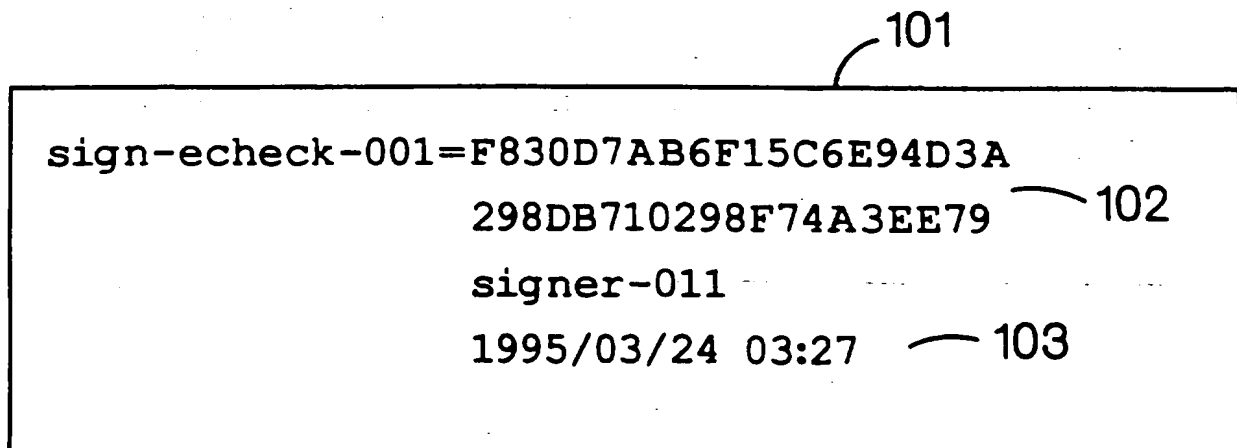 101
sign-echeck-001=F830D7AB6F15C6E94D3A
298DB710298F74A3EE79 102
signer-011
1995/03/24 03:27 103